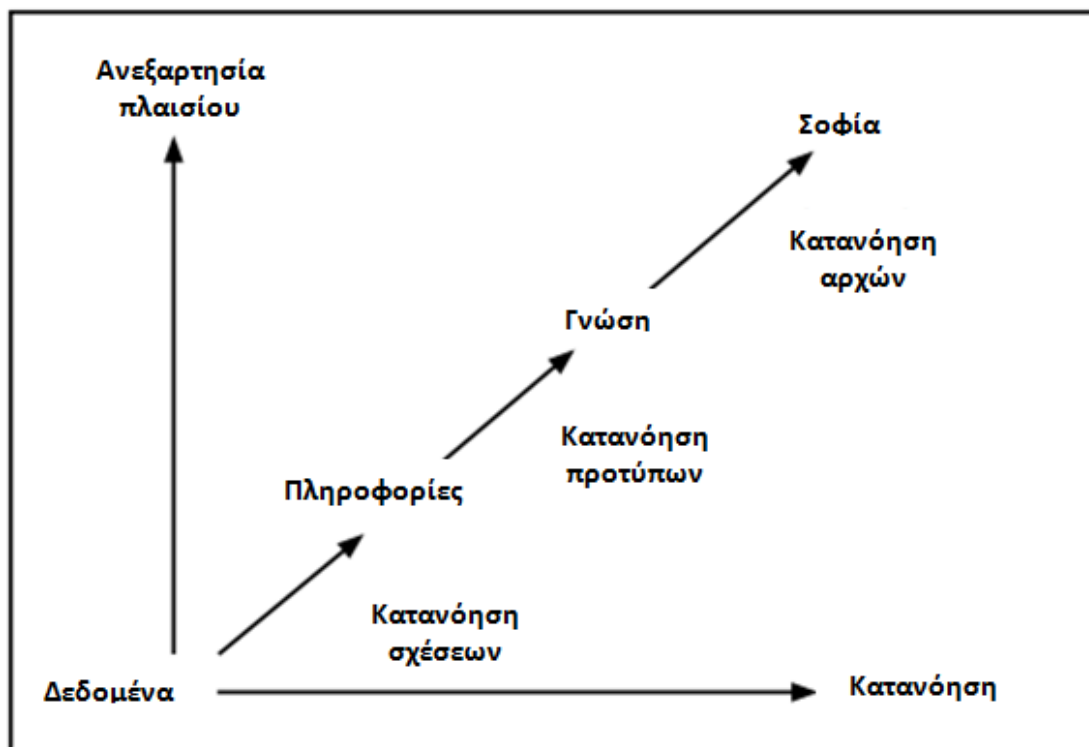 Ανεξαρτησία
πλαισίου
Σοφία
Κατανόηση
αρχών
Γνώση
Κατανόηση
προτύπων
Πληροφορίες
Κατανόηση
σχέσεων
Δεδομένα
Κατανόηση